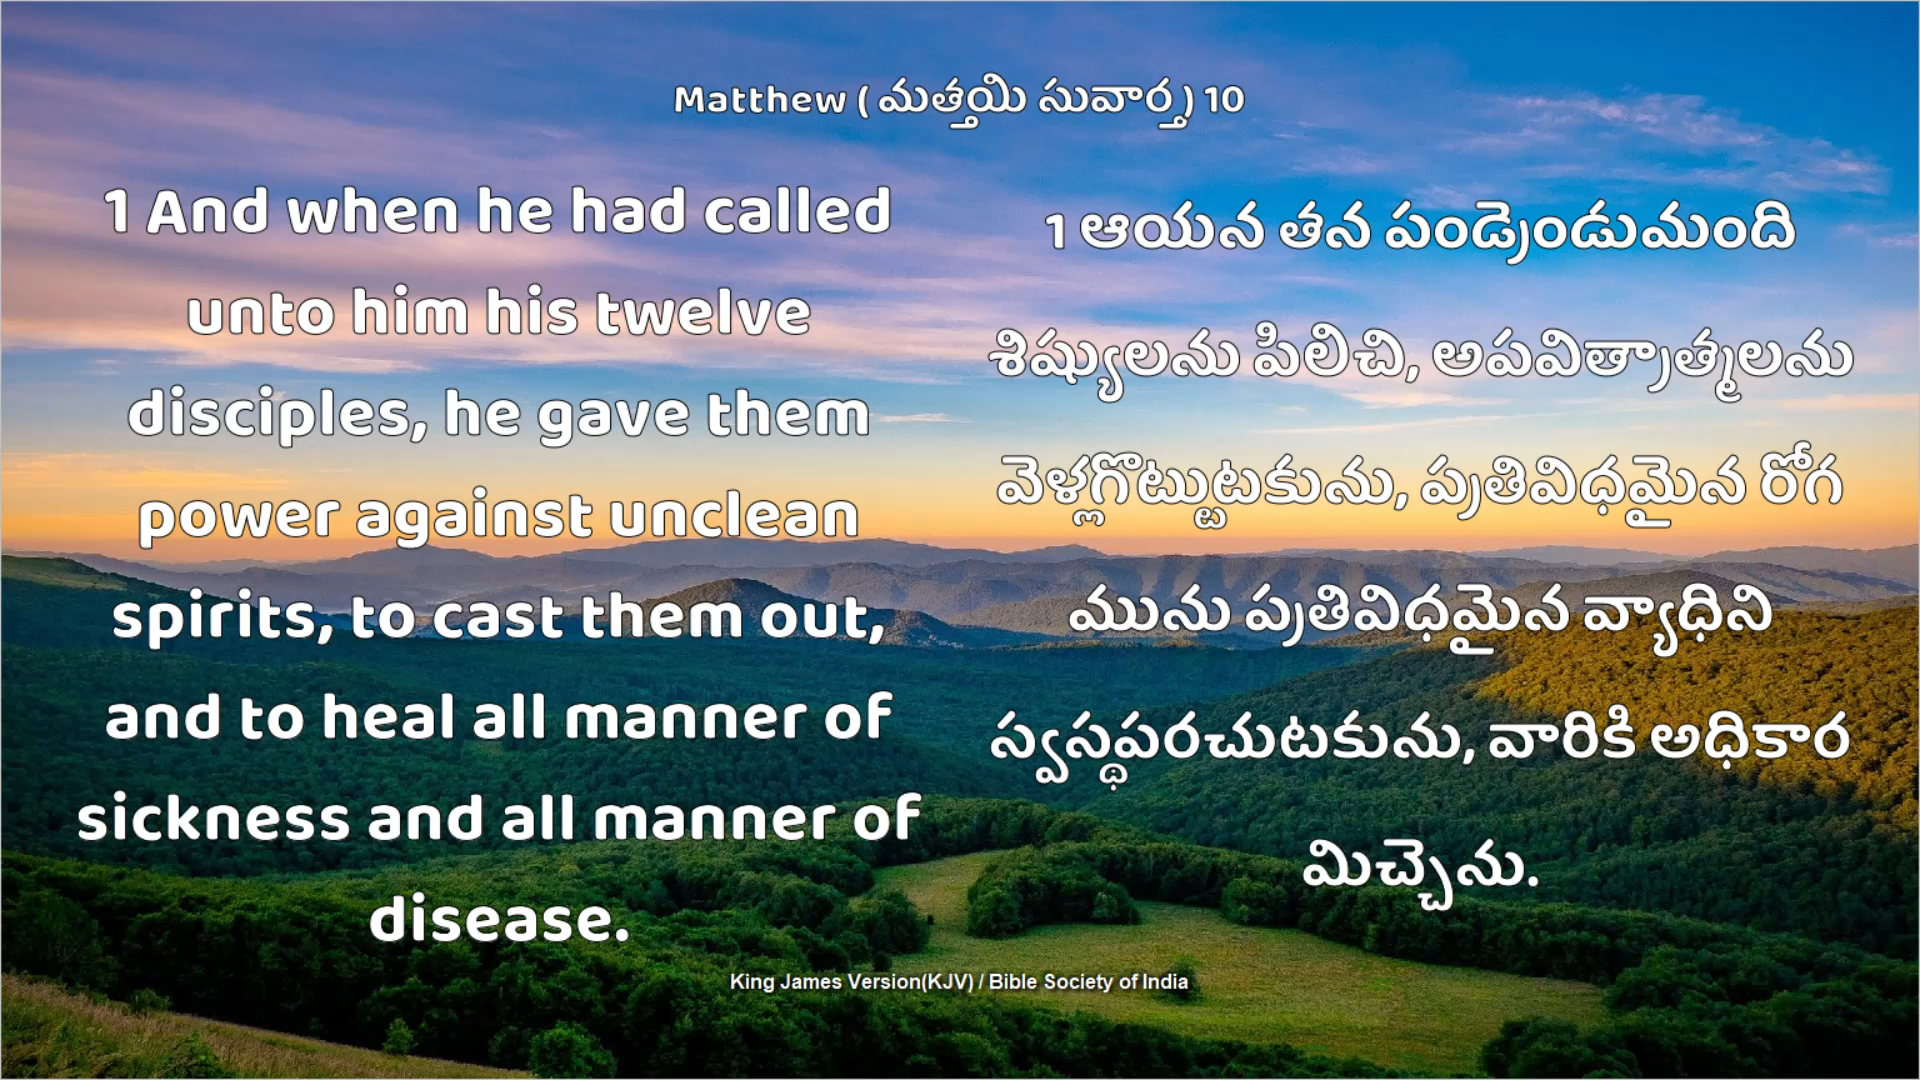 Matthew ( మత్తయి సువార్త ) 10
1 And when he had called
unto him his twelve
disciples, he gave them
power against unclean
spirits, to cast them out,
and to heal all manner of
sickness and all manner of
disease.
1 ఆయన తన పండ్రెండుమంది
శిష్యులను పిలిచి, అపవిత్రాత్మలను
వెళ్లగొట్టుటకును, ప్రతివిధమైన రోగ
మును ప్రతివిధమైన వ్యాధిని
స్వస్థపరచుటకును, వారికి అధికార
మిచ్చెను.
King James Version(KJV) / Bible Society of India